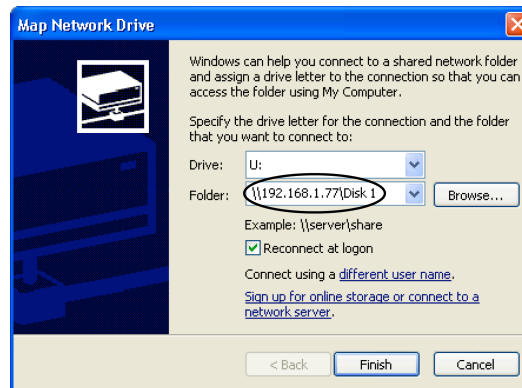 Map Network Drive
Windows can help you connect to a shared network folder
and assign a drive letter to the connection so that you can
access the folder using My Computer.
Specify the drive letter for the connection and the folder
that you want to connect to:
Drive: U:
Folder: \\192.168.1.77\Disk 1 Browse...
Example: \\server\share
Reconnect at logon
Connect using a different user name.
Sign up for online storage or connect to a
network server.
< Back Finish Cancel